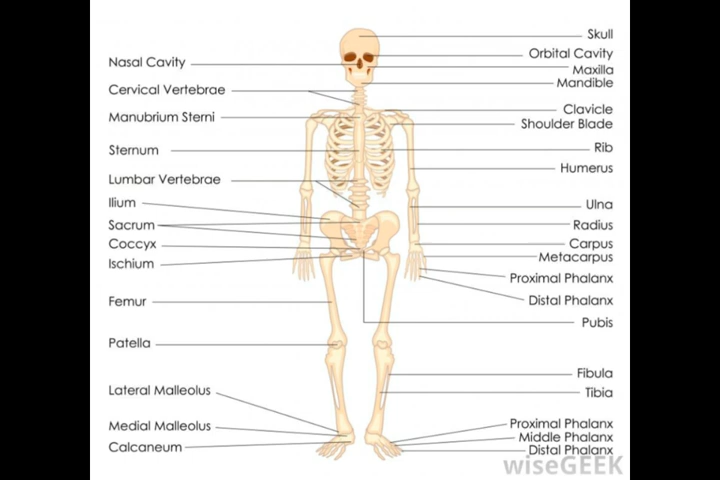 Skull
Orbital Cavity
Nasal Cavity
Maxilla
Mandible
Cervical Vertebrae
Clavicle
Manubrium Sterni
Shoulder Blade
Sternum
Rib
Humerus
Lumbar Vertebrae
Ilium
Ulna
Sacrum
Radius
Coccyx
Carpus
Metacarpus
Ischium
Proximal Phalanx
Femur
Distal Phalanx
Pubis
Patella
Fibula
Lateral Malleolus
Tibia
Medial Malleolus
Proximal Phalanx
Middle Phalanx
Calcaneum
Distal Phalanx
wiseGEEK